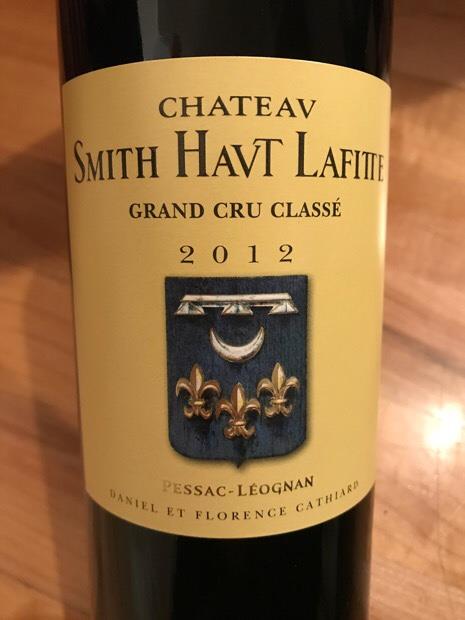 CHATEAV
SMITH HAVT LAFITTE
GRAND CRU CLASSÉ
2012
PESSAC-LÉOGNAN
DANIEL ET FLORENCE CATHIARD